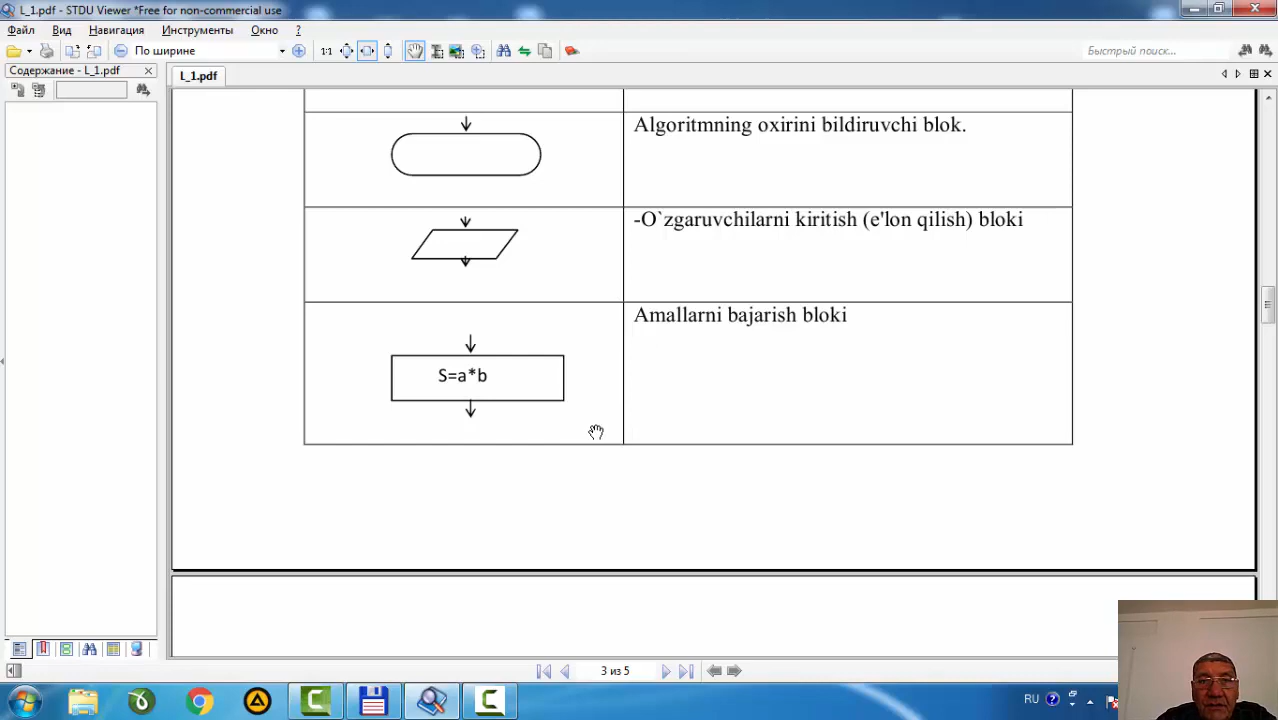 L_1.pdf - STDU Viewer *Free for non-commercial use
Файл Вид Навигация Инструменты Окно ?
По ширине 1:1 Быстрый поиск...
Содержание - L_1.pdf
L_1.pdf
Algoritmning oxirini bildiruvchi blok.
-O`zgaruvchilarni kiritish (e'lon qilish) bloki
Amallarni bajarish bloki
S=a*b
3 из 5
RU